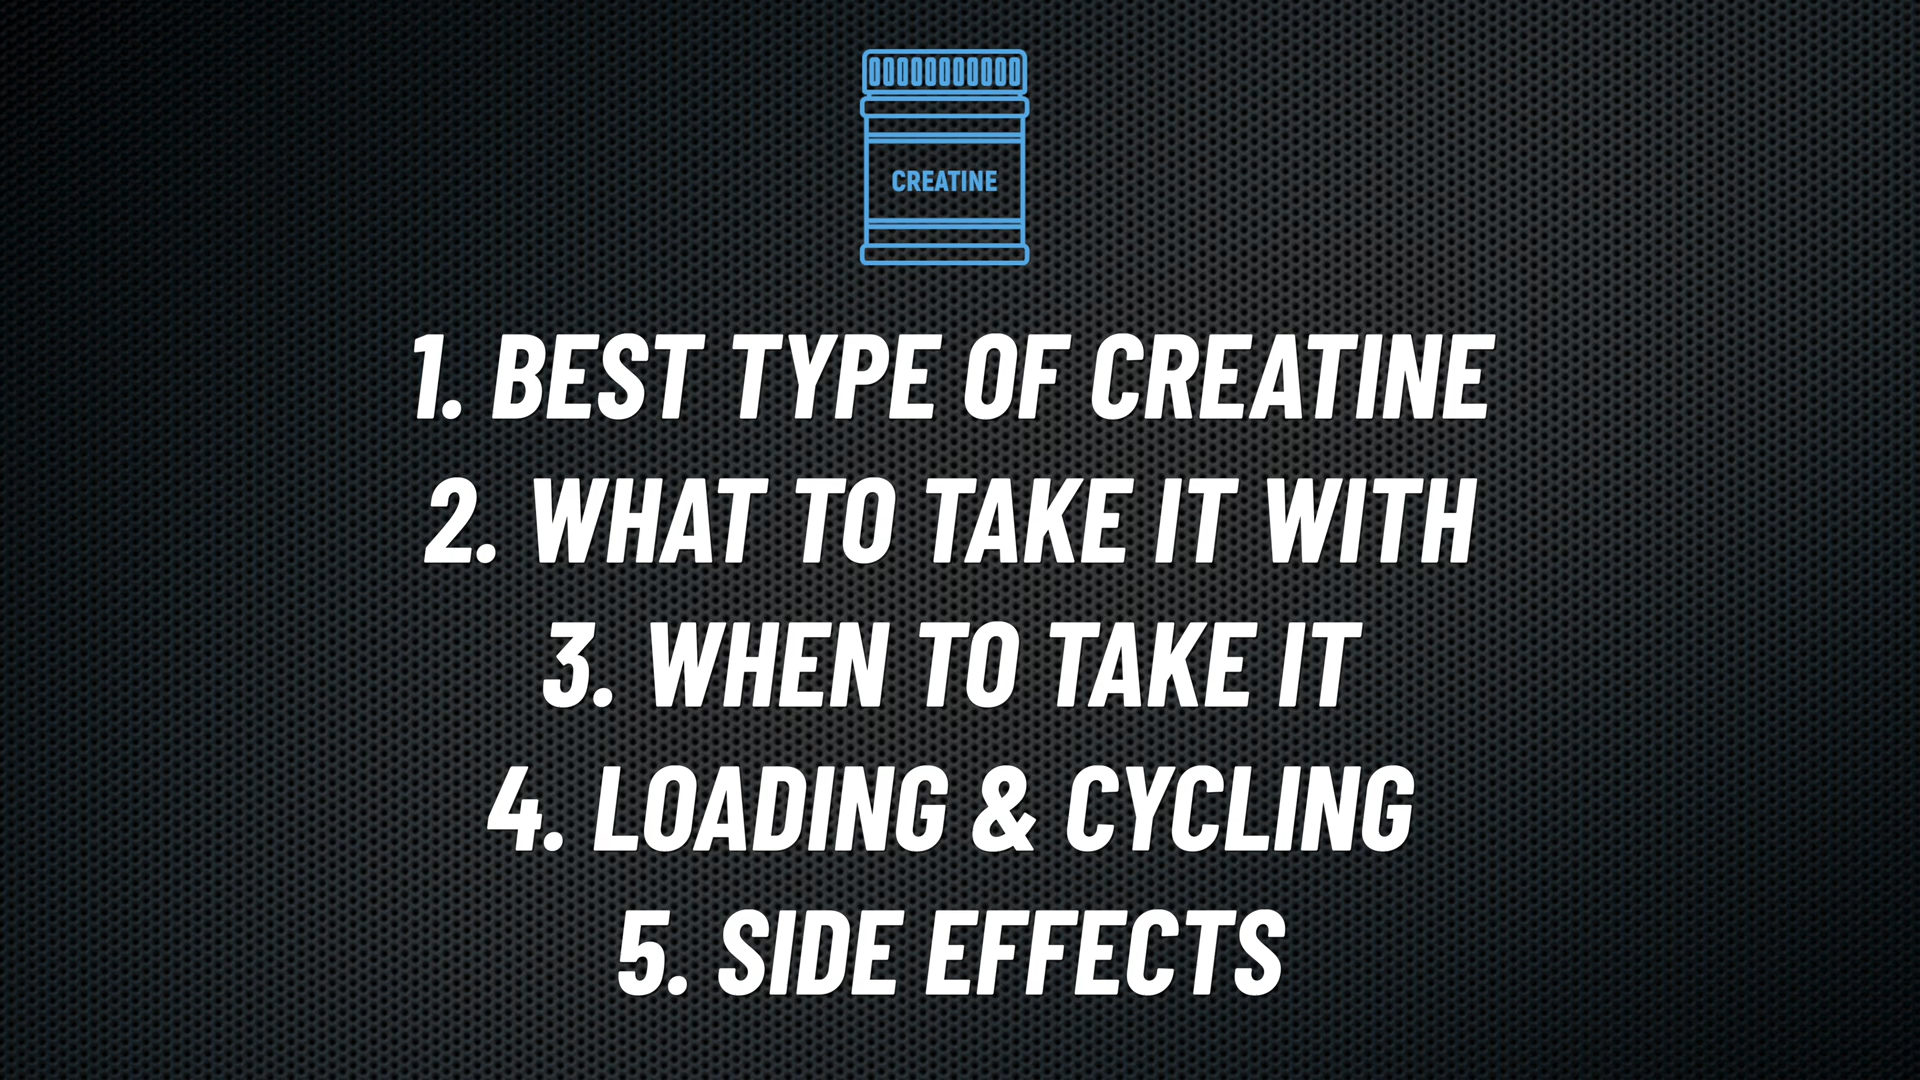 CREATINE
1. BEST TYPE OF CREATINE
2. WHAT TO TAKE IT WITH
3. WHEN TO TAKE IT
4. LOADING & CYCLING
5. SIDE EFFECTS